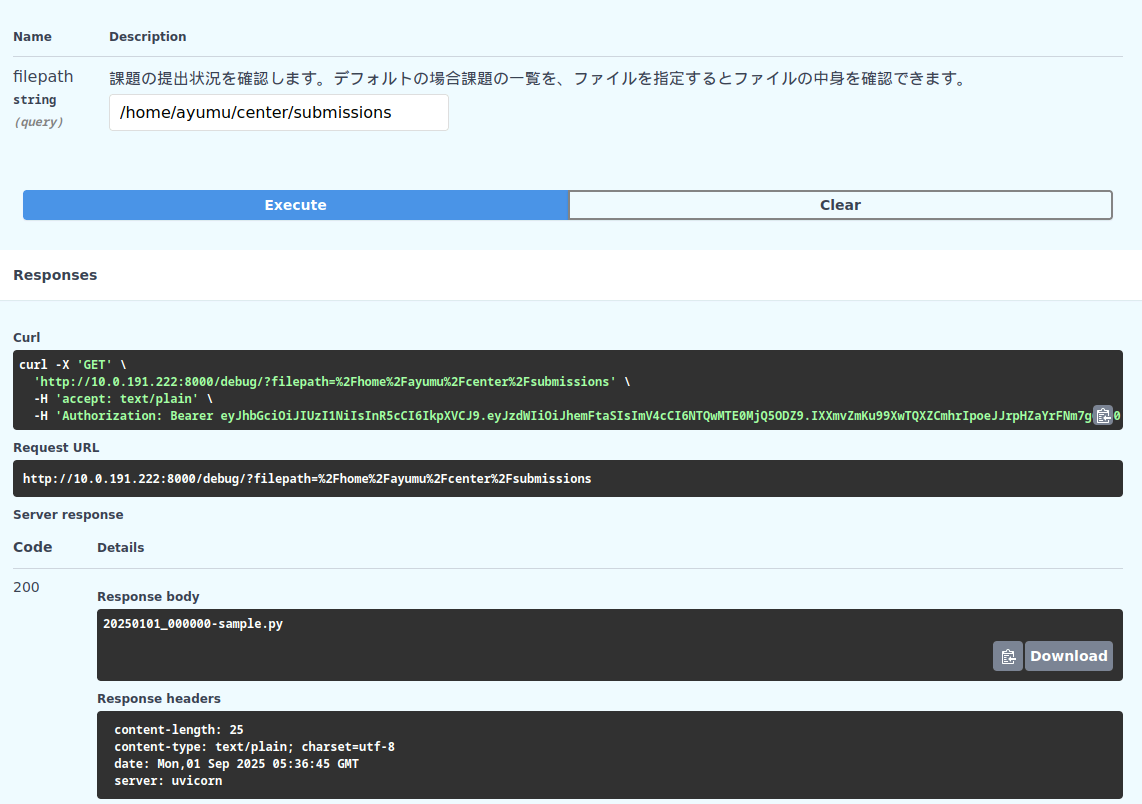 Name Description
filepath 課題の提出状況を確認します。デフォルトの場合課題の一覧を、ファイルを指定するとファイルの中身を確認できます。
string
(query)
/home/ayumu/center/submissions
Execute Clear
Responses
Curl
curl -X 'GET' \
'http://10.0.191.222:8000/debug/?filepath=%2Fhome%2Fayumu%2Fcenter%2Fsubmissions' \
-H 'accept: text/plain' \
-H 'Authorization: Bearer
Request URL
http://10.0.191.222:8000/debug/?filepath=%2Fhome%2Fayumu%2Fcenter%2Fsubmissions
Server response
Code Details
200
Response body
20250101_000000-sample.py
Download
Response headers
content-length: 25
content-type: text/plain; charset=utf-8
date: Mon,01 Sep 2025 05:36:45 GMT
server: uvicorn